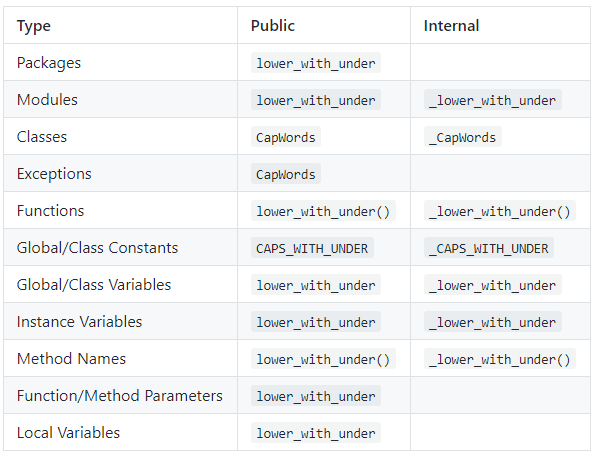 Type Public Internal
Packages lower_with_under
Modules lower_with_under _lower_with_under
Classes CapWords _CapWords
Exceptions CapWords
Functions lower_with_under() _lower_with_under()
Global/Class Constants CAPS_WITH_UNDER _CAPS_WITH_UNDER
Global/Class Variables lower_with_under _lower_with_under
Instance Variables lower_with_under _lower_with_under
Method Names lower_with_under() _lower_with_under()
Function/Method Parameters lower_with_under
Local Variables lower_with_under